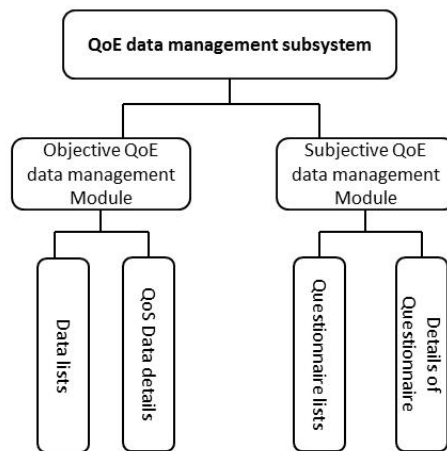 QoE data management subsystem
Objective QoE
data management
Module
Subjective QoE
data management
Module
Data lists
QoS Data details
Questionnaire lists
Details of
Questionnaire